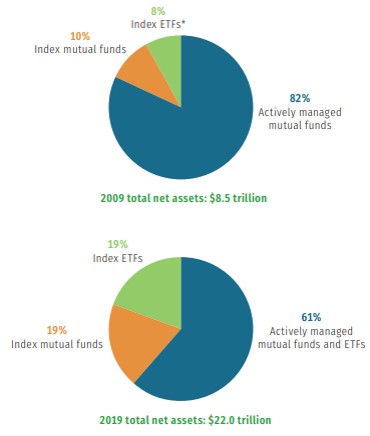 8%
Index ETFs*
10%
Index mutual funds
82%
Actively managed
mutual funds
2009 total net assets: $8.5 trillion
19%
Index ETFs
19%
Index mutual funds
61%
Actively managed
mutual funds and ETFs
2019 total net assets: $22.0 trillion